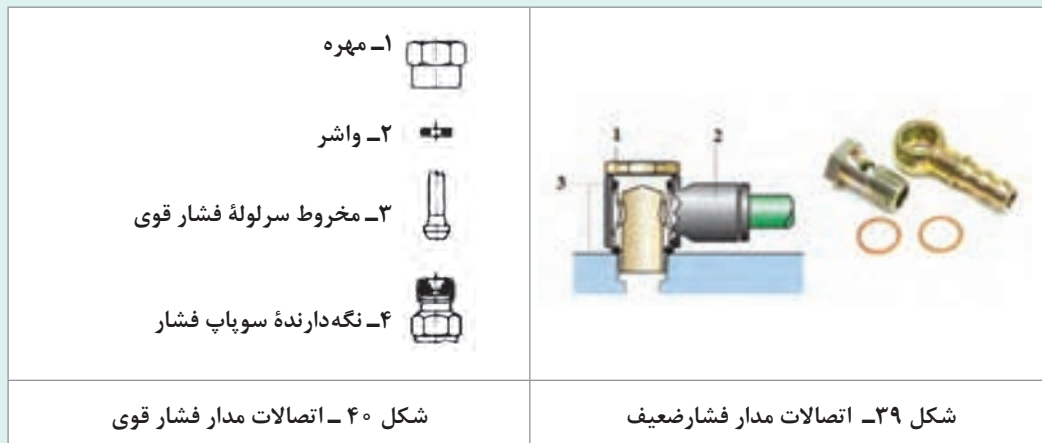 1
2
3
شکل ۳۹ـ اتصالات مدار فشارضعیف
۱ـ مهره
۲ـ واشر
۳ـ مخروط سرلولهٔ فشار قوی
۴ـ نگه‌دارندهٔ سوپاپ فشار
شکل ۴۰ ـ اتصالات مدار فشار قوی